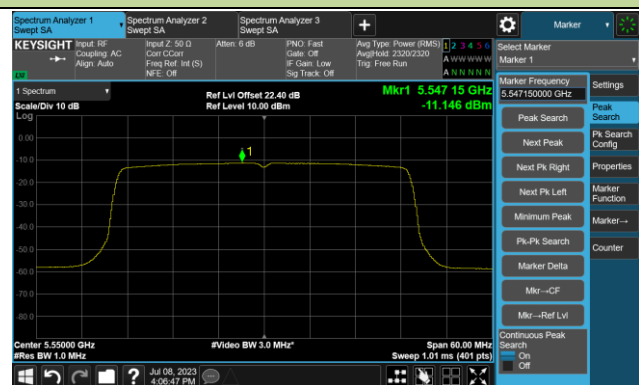 Spectrum Analyzer 1
Swept SA
Spectrum Analyzer 2
Swept SA
Spectrum Analyzer 3
Swept SA
+
Marker
KEYSIGHT
Input: RF
Coupling: AC
Align: Auto
Input Z: 50 Ω
Corr CCorr
Freq Ref: Int (S)
NFE: Off
Atten: 6 dB
PNO: Fast
Gate: Off
IF Gain: Low
Sig Track: Off
Avg Type: Power (RMS)
Avg|Hold: 2320/2320
Trig: Free Run
1 2 3 4 5 6
A W W W W W
A N N N N N
LW
Select Marker
Marker 1
1 Spectrum
Scale/Div 10 dB
Log
Ref Lvl Offset 22.40 dB
Ref Level 10.00 dBm
Mkr1 5.547 15 GHz
-11.146 dBm
1
0.00
-10.0
-20.0
-30.0
-40.0
-50.0
-60.0
-70.0
-80.0
Center 5.55000 GHz
#Res BW 1.0 MHz
#Video BW 3.0 MHz*
Span 60.00 MHz
Sweep 1.01 ms (401 pts)
Marker Frequency
5.547150000 GHz
Peak Search
Next Peak
Next Pk Right
Next Pk Left
Minimum Peak
Pk-Pk Search
Marker Delta
Mkr→CF
Mkr→Ref Lvl
Continuous Peak
Search
On
Off
Settings
Peak
Search
Pk Search
Config
Properties
Marker
Function
Marker→
Counter
?
Jul 08, 2023
4:06:47 PM